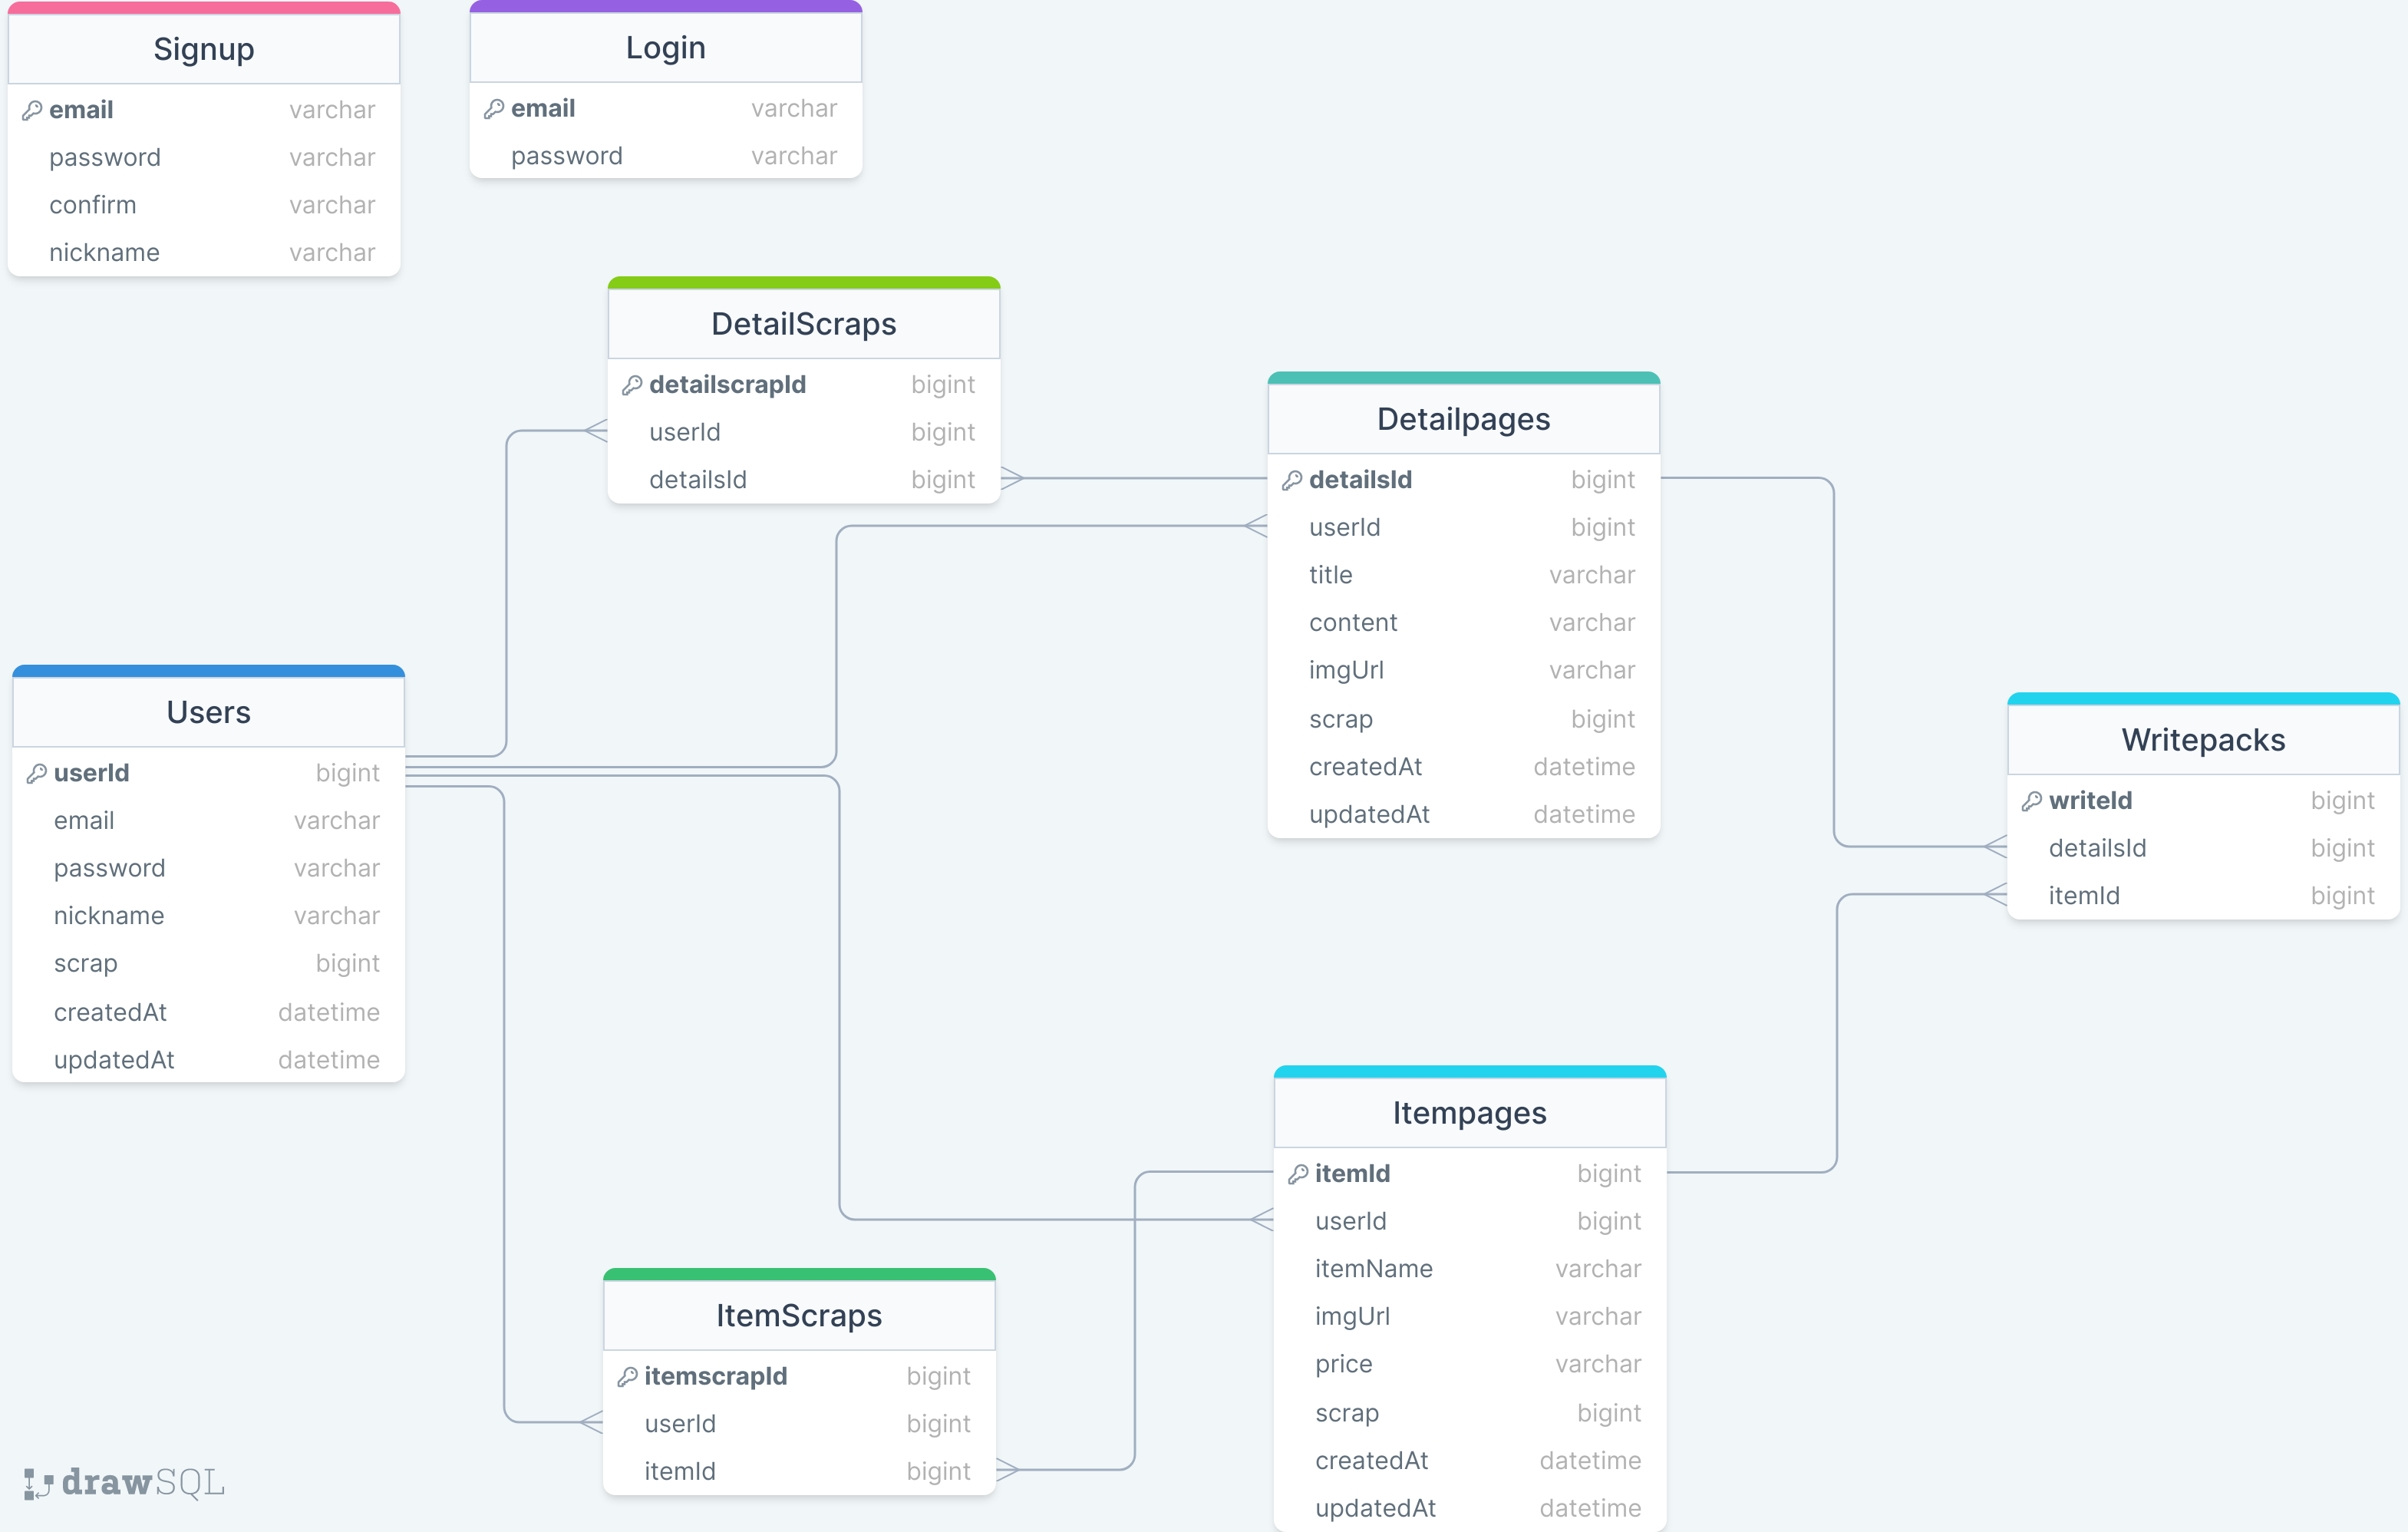 Signup
email varchar
password varchar
confirm varchar
nickname varchar
Login
email varchar
password varchar
DetailScraps
detailscrapId bigint
userId bigint
detailsId bigint
Detailpages
detailsId bigint
userId bigint
title varchar
content varchar
imgUrl varchar
scrap bigint
createdAt datetime
updatedAt datetime
Users
userId bigint
email varchar
password varchar
nickname varchar
scrap bigint
createdAt datetime
updatedAt datetime
Writepacks
writeId bigint
detailsId bigint
itemId bigint
Itempages
itemId bigint
userId bigint
itemName varchar
imgUrl varchar
price varchar
scrap bigint
createdAt datetime
updatedAt datetime
ItemScraps
itemscrapId bigint
userId bigint
itemId bigint
drawSQL